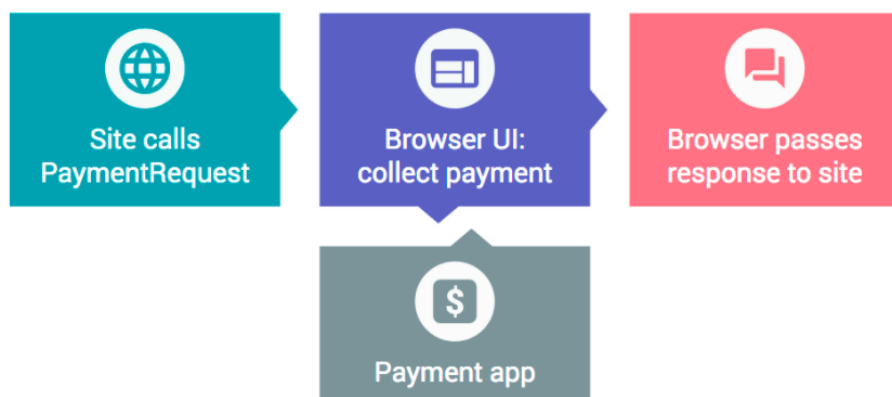 Site calls
PaymentRequest
Browser UI:
collect payment
Browser passes
response to site
$
Payment app